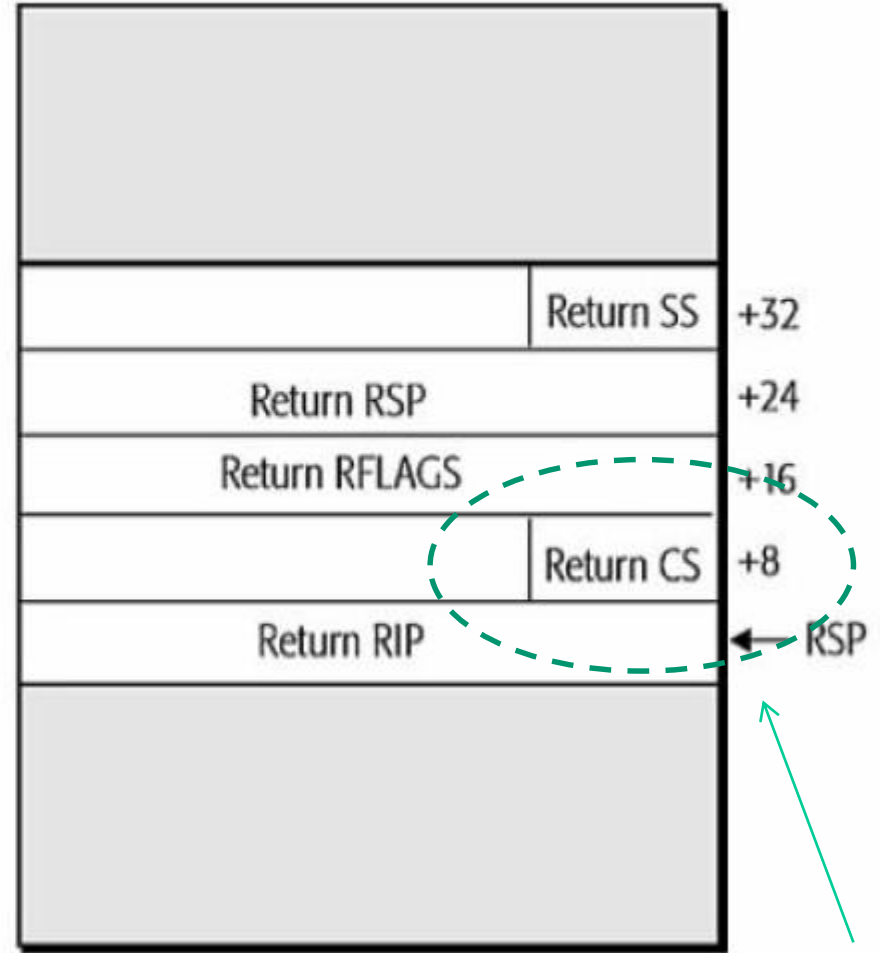 Return SS +32
Return RSP +24
Return RFLAGS +16
Return CS +8
Return RIP RSP